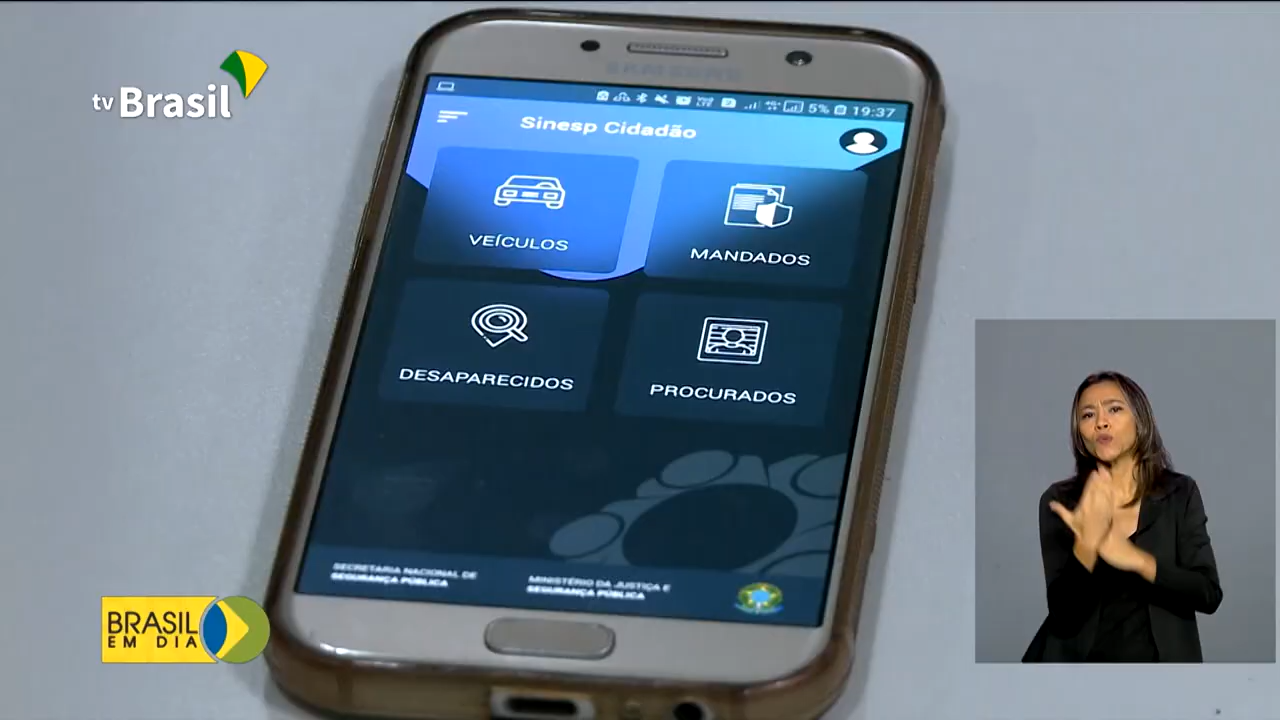 tv Brasil
SAMSUNG
5% 19:37
Sinesp Cidadão
VEÍCULOS
MANDADOS
DESAPARECIDOS
PROCURADOS
SECRETARIA NACIONAL DE
SEGURANÇA PÚBLICA
MINISTÉRIO DA JUSTIÇA E
SEGURANÇA PÚBLICA
BRASIL
EM DIA